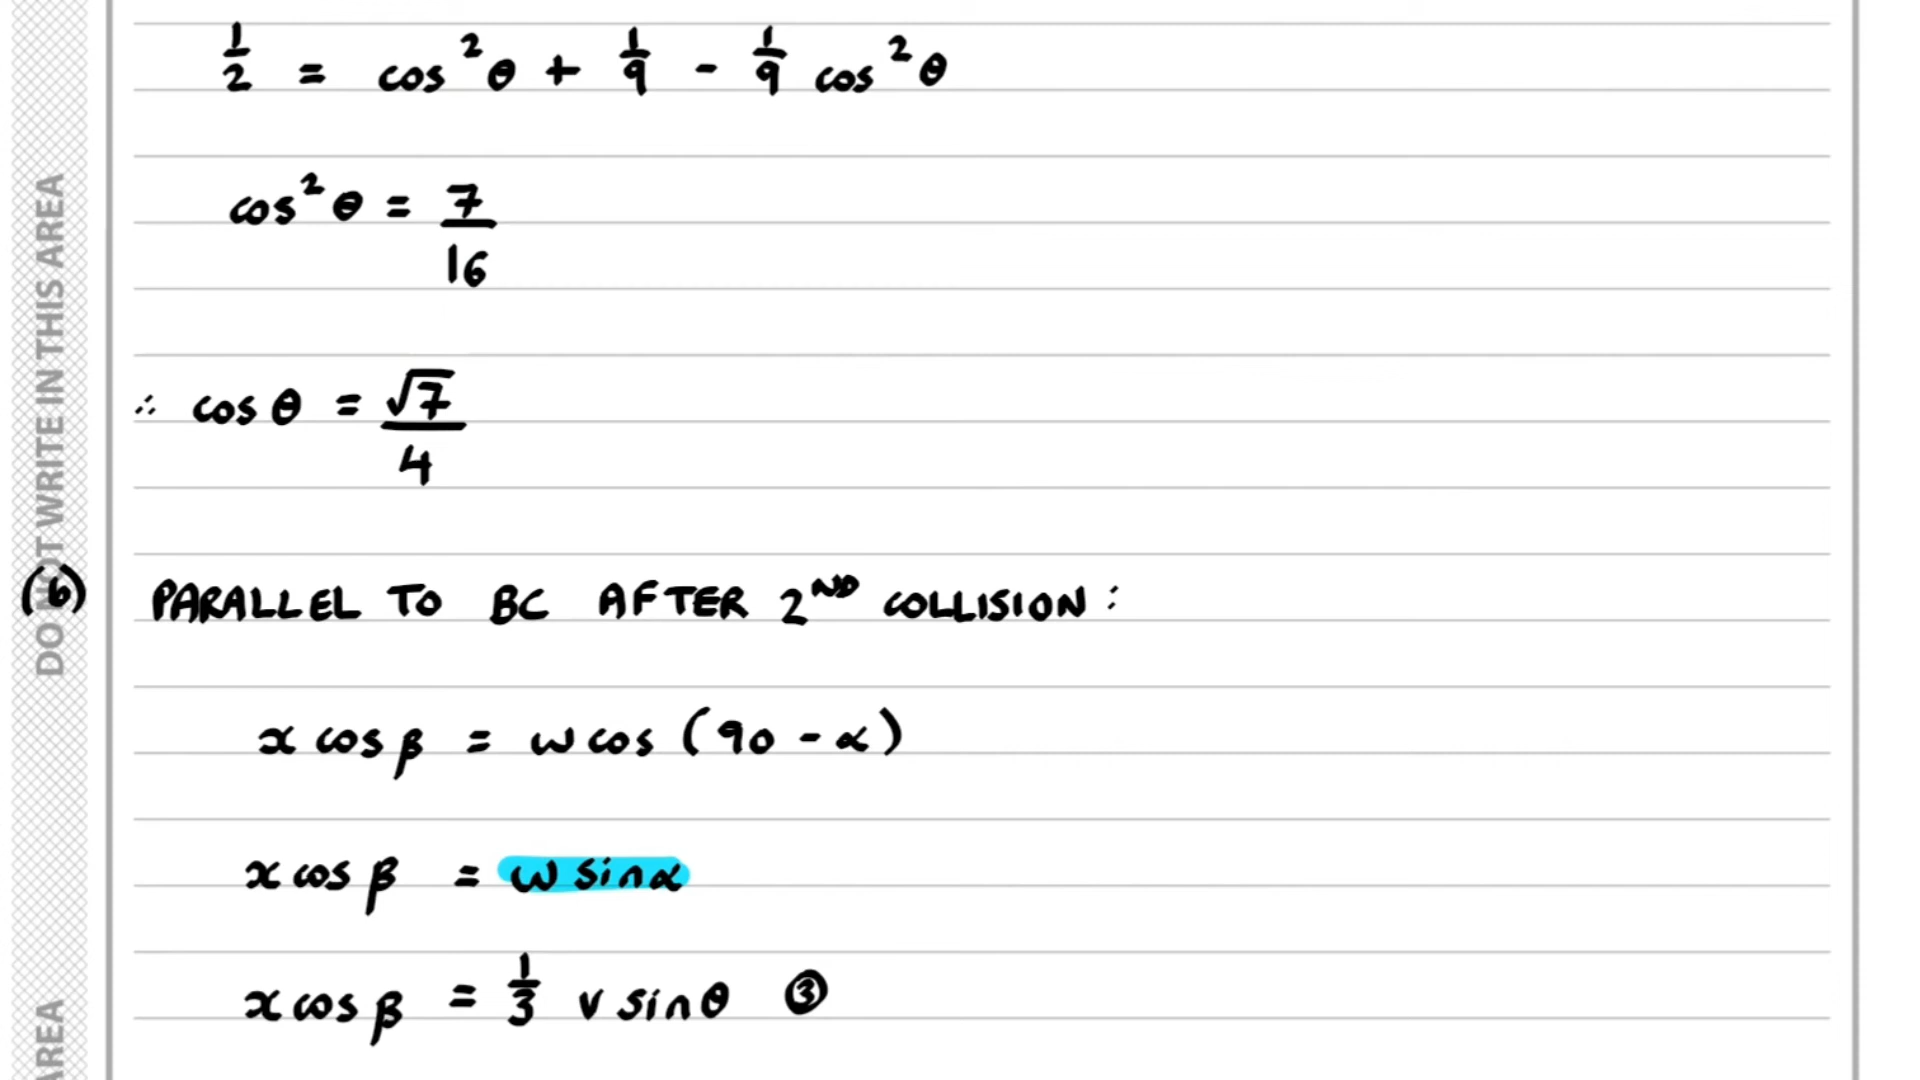 1/2 = cos²θ + 1/9 - 1/9 cos²θ
cos²θ = 7/16
∴ cosθ = √7/4
(b) PARALLEL TO BC AFTER 2ND COLLISION:
x cos β = w cos (90 - α)
x cos β = w sin α
x cos β = 1/3 v sin θ ③
DO NOT WRITE IN THIS AREA
AREA